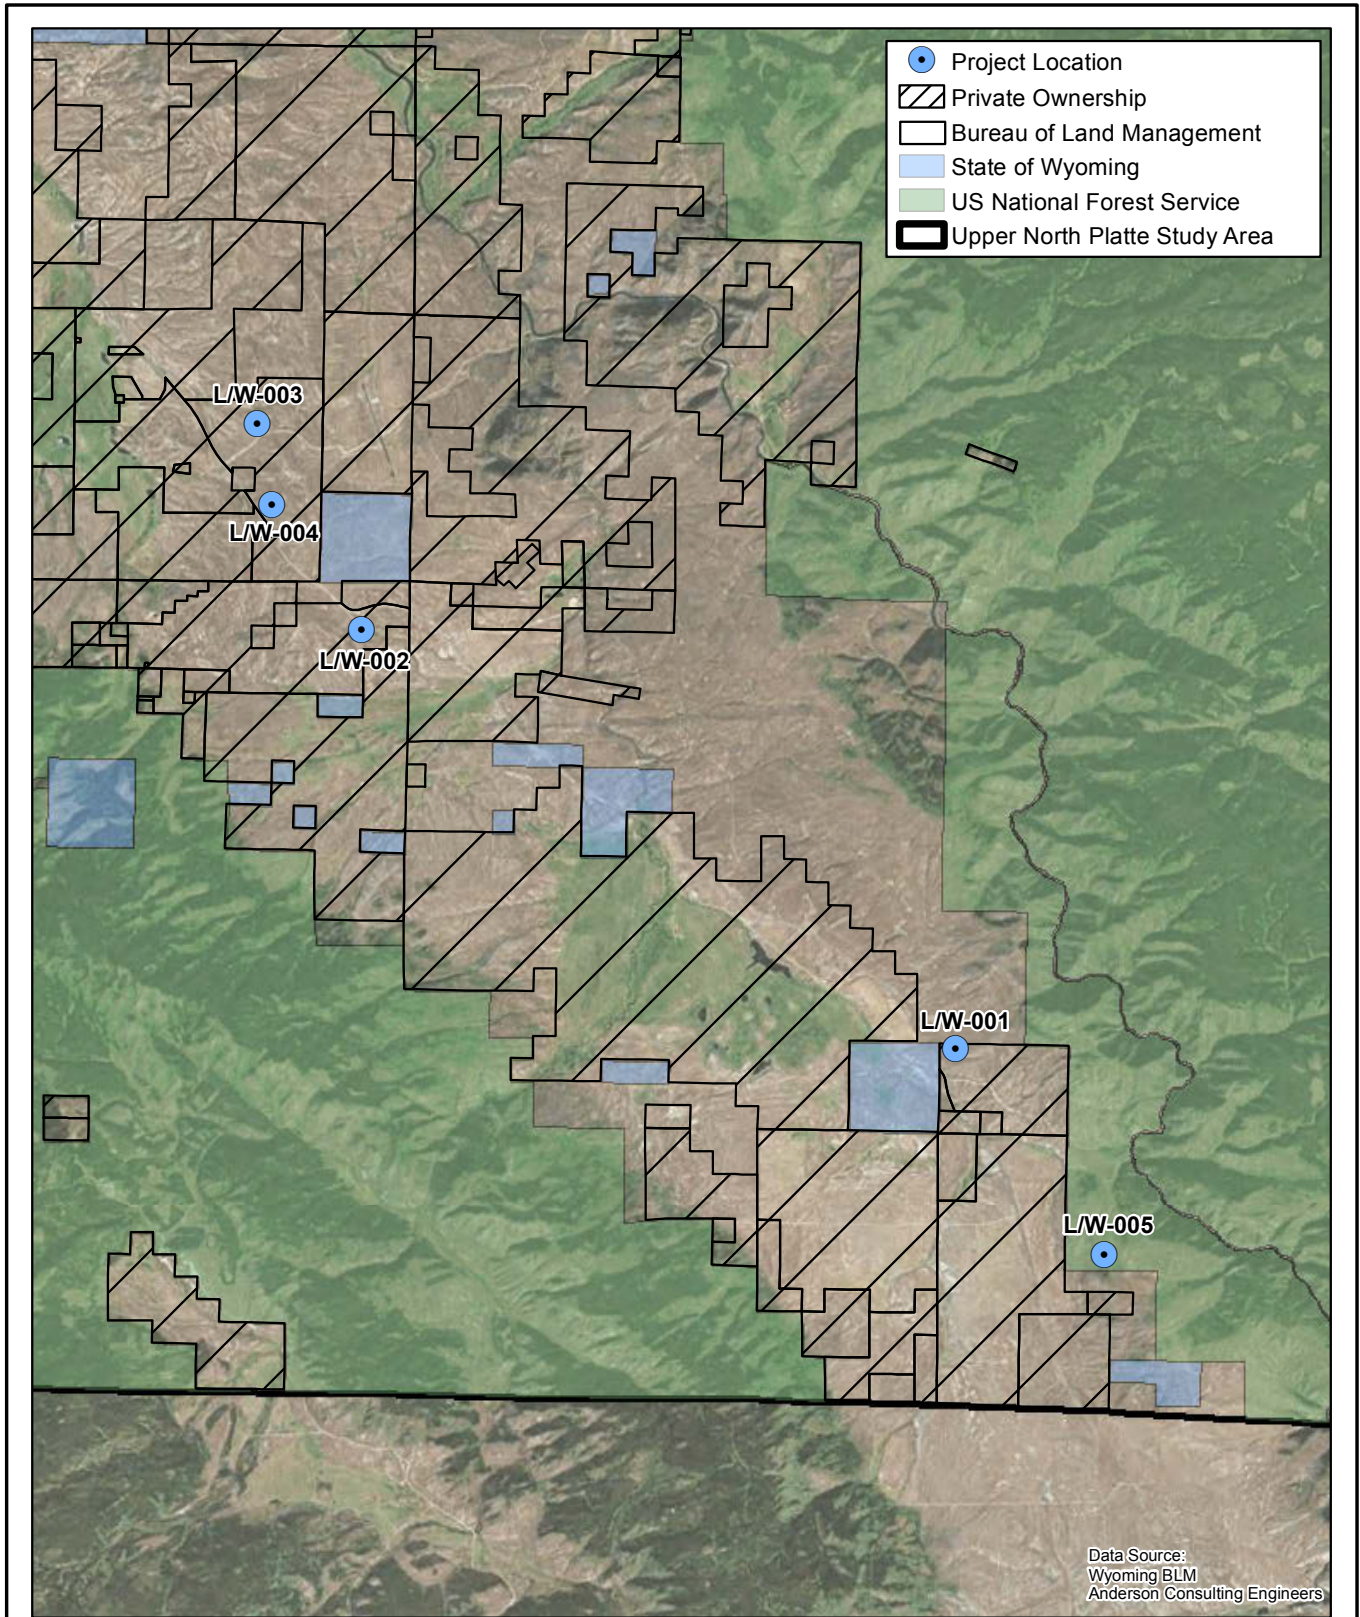 Project Location
Private Ownership
Bureau of Land Management
State of Wyoming
US National Forest Service
Upper North Platte Study Area
L/W-003
L/W-004
L/W-002
L/W-001
L/W-005
Data Source:
Wyoming BLM
Anderson Consulting Engineers